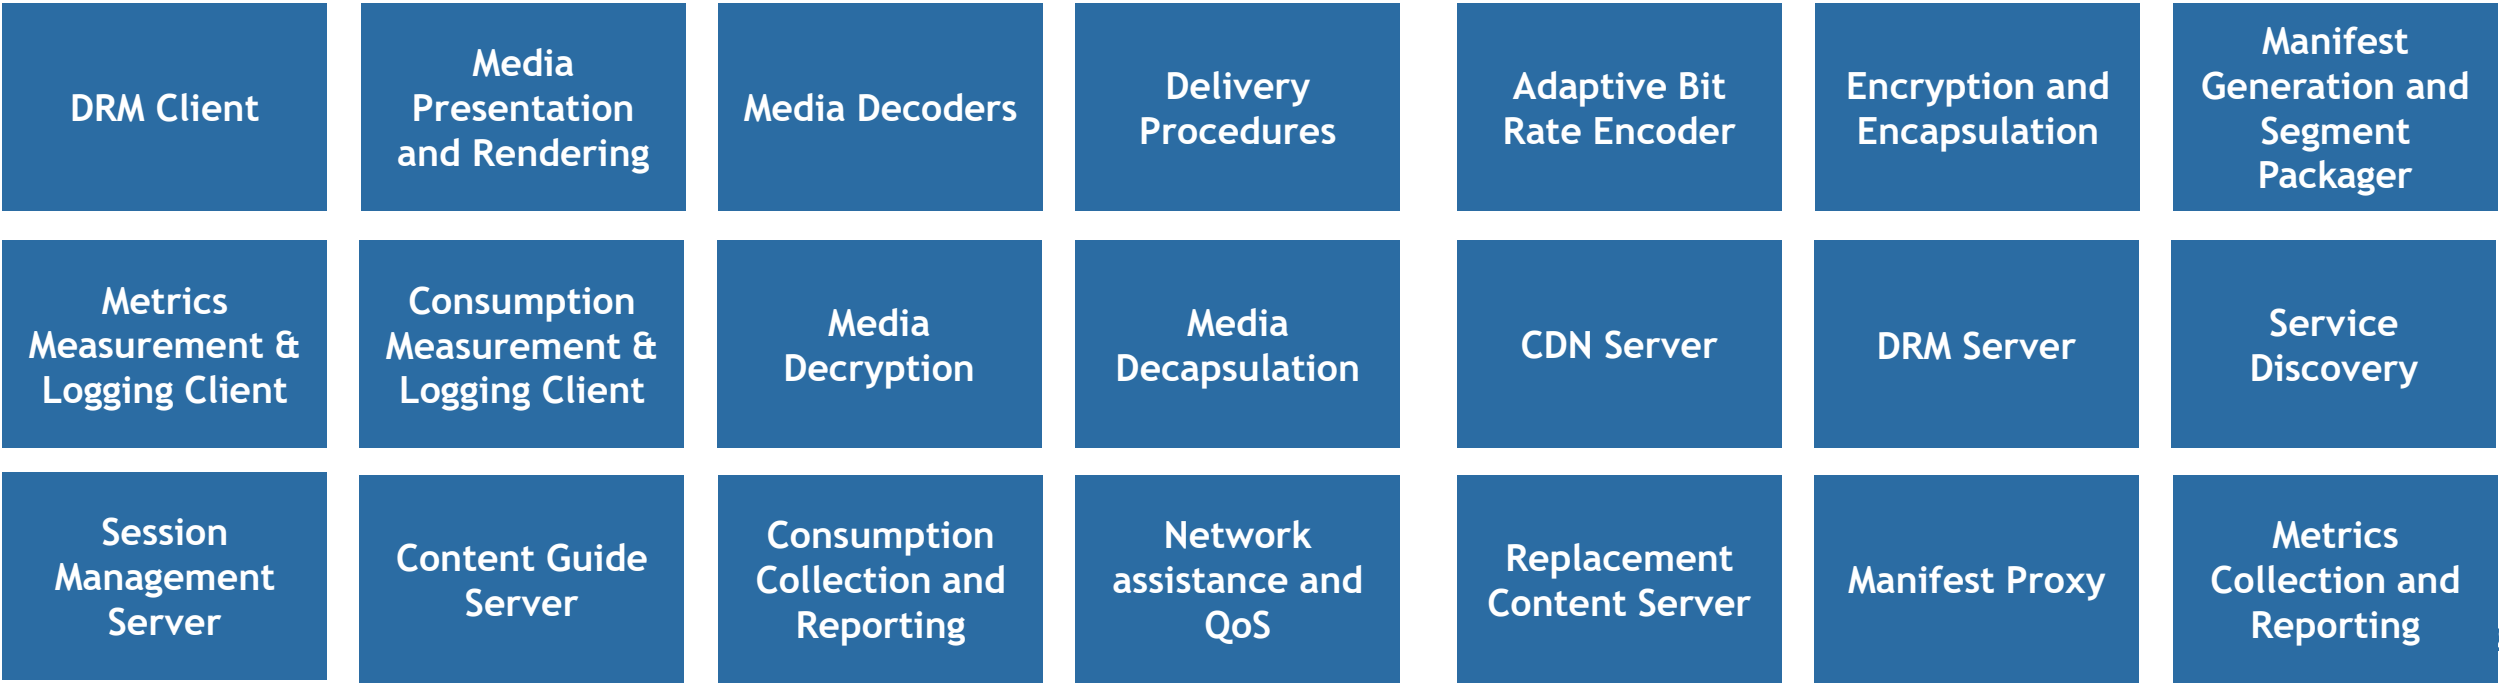 DRM Client
Media
Presentation
and Rendering
Media Decoders
Delivery
Procedures
Adaptive Bit
Rate Encoder
Encryption and
Encapsulation
Manifest
Generation and
Segment
Packager
Metrics
Measurement &
Logging Client
Consumption
Measurement &
Logging Client
Media
Decryption
Media
Decapsulation
CDN Server
DRM Server
Service
Discovery
Session
Management
Server
Content Guide
Server
Consumption
Collection and
Reporting
Network
assistance and
QoS
Replacement
Content Server
Manifest Proxy
Metrics
Collection and
Reporting